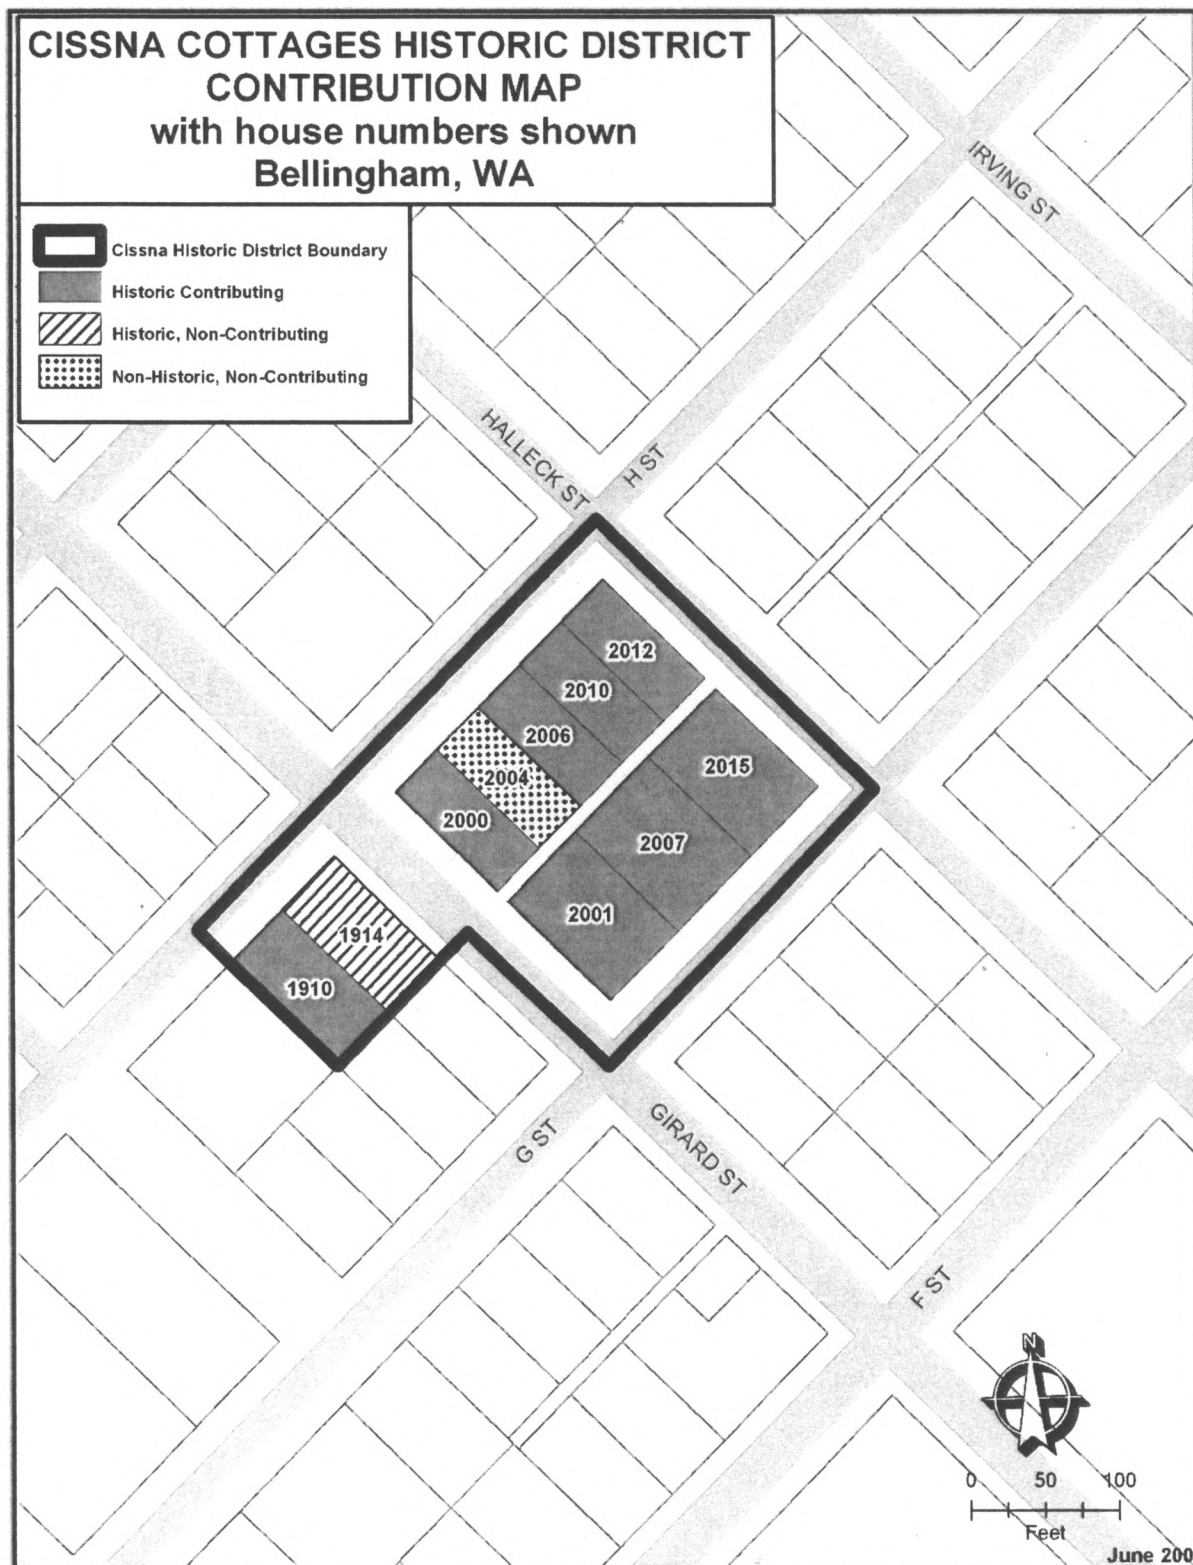 CISSNA COTTAGES HISTORIC DISTRICT
CONTRIBUTION MAP
with house numbers shown
Bellingham, WA
Cissna Historic District Boundary
Historic Contributing
Historic, Non-Contributing
Non-Historic, Non-Contributing
IRVING ST
HALLECK ST
H ST
2012
2010
2006
2015
2004
2000
2007
2001
1914
1910
G ST
GIRARD ST
F ST
N
0 50 100
Feet
June 200